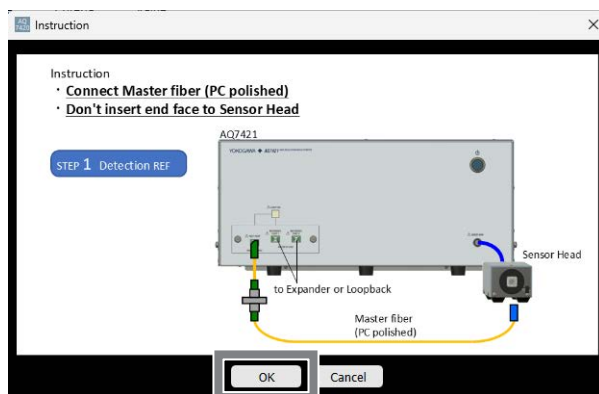 Instruction
Instruction
・Connect Master fiber (PC polished)
・Don't insert end face to Sensor Head
AQ7421
YOKOGAWA
STEP 1 Detection REF
Sensor Head
to Expander or Loopback
Master fiber
(PC polished)
OK
Cancel